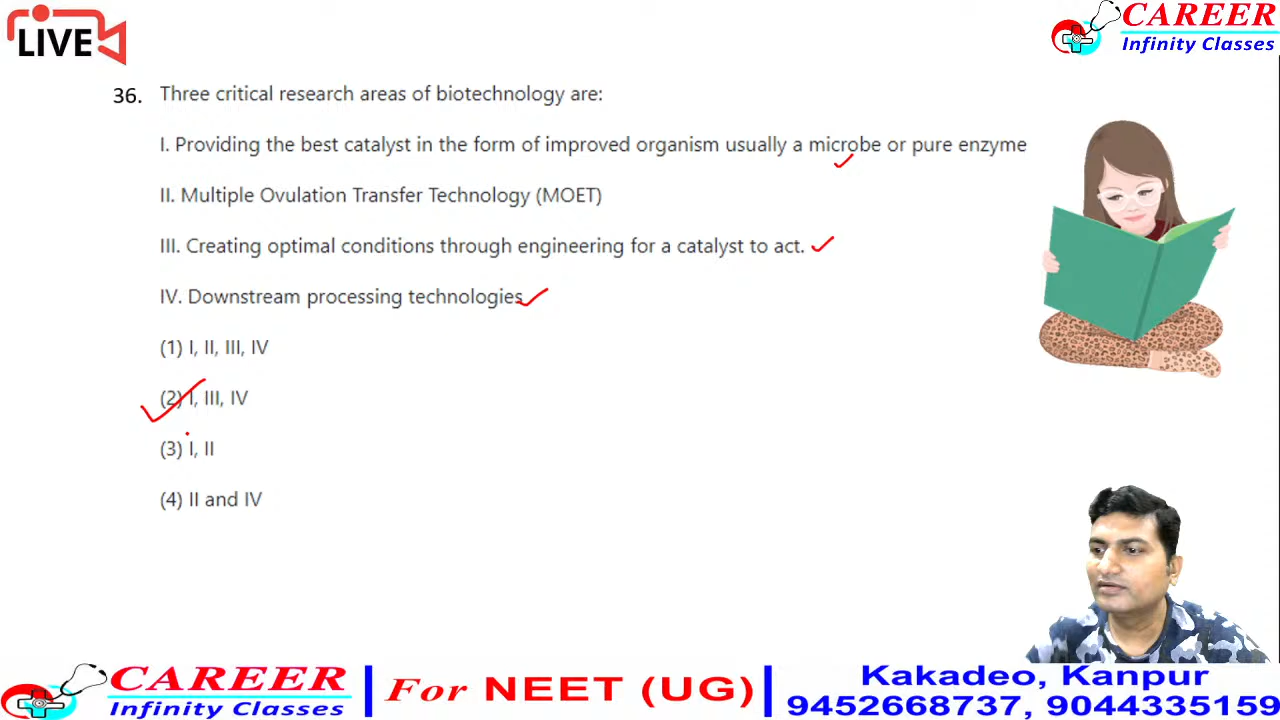 LIVE
CAREER
Infinity Classes
36. Three critical research areas of biotechnology are:
I. Providing the best catalyst in the form of improved organism usually a microbe or pure enzyme
II. Multiple Ovulation Transfer Technology (MOET)
III. Creating optimal conditions through engineering for a catalyst to act.
IV. Downstream processing technologies
(1) I, II, III, IV
(2) I, III, IV
(3) I, II
(4) II and IV
CAREER
Infinity Classes
For NEET (UG)
Kakadeo, Kanpur
9452668737, 9044335159